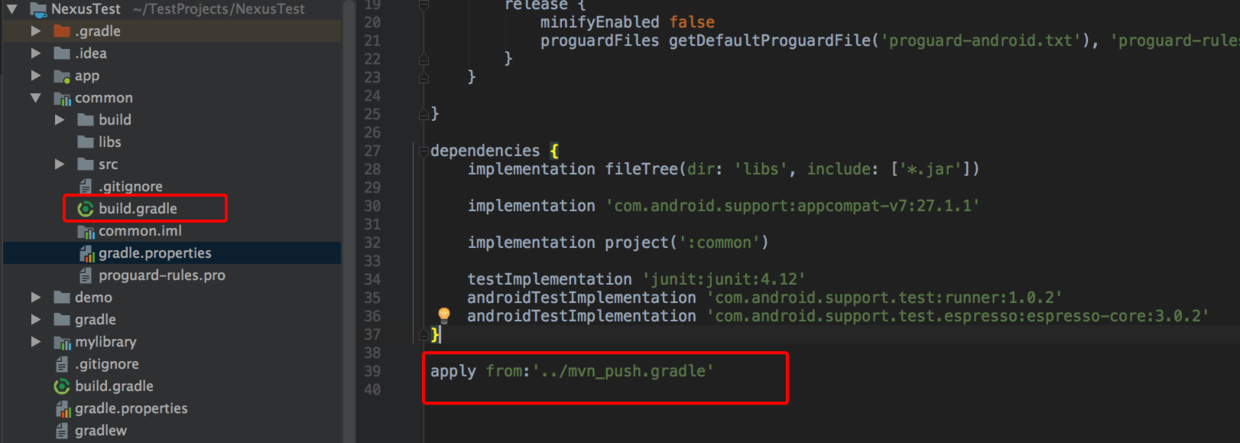 NexusTest ~/TestProjects/NexusTest
.gradle
.idea
app
common
build
libs
src
.gitignore
build.gradle
common.iml
gradle.properties
proguard-rules.pro
demo
gradle
mylibrary
.gitignore
build.gradle
gradle.properties
gradlew
19 release {
20 minifyEnabled false
21 proguardFiles getDefaultProguardFile('proguard-android.txt'), 'proguard-rules
22 }
23 }
24
25 }
26
27 dependencies {
28 implementation fileTree(dir: 'libs', include: ['*.jar'])
29
30 implementation 'com.android.support:appcompat-v7:27.1.1'
31
32 implementation project(':common')
33
34 testImplementation 'junit:junit:4.12'
35 androidTestImplementation 'com.android.support.test:runner:1.0.2'
36 androidTestImplementation 'com.android.support.test.espresso:espresso-core:3.0.2'
37 }
38
39 apply from:'../mvn_push.gradle'
40